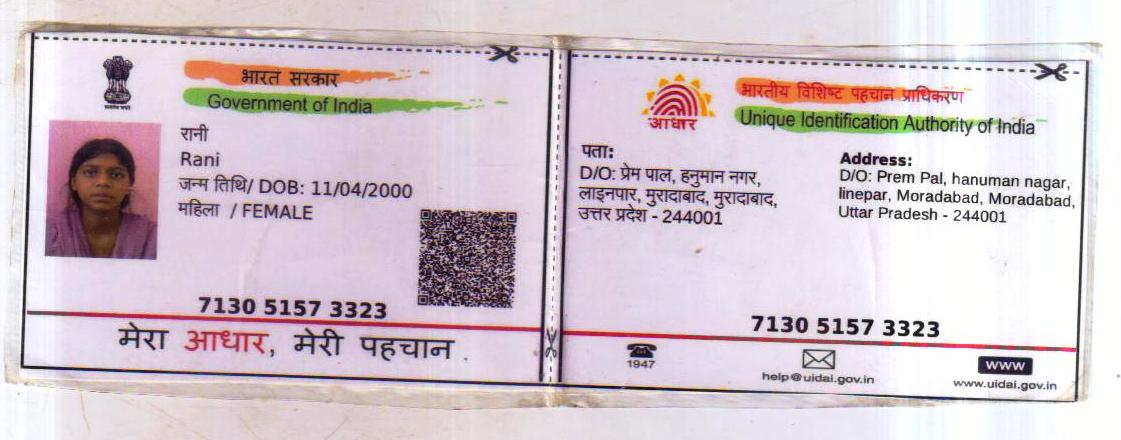 भारत सरकार
Government of India
रानी
Rani
जन्म तिथि/ DOB: 11/04/2000
महिला / FEMALE
7130 5157 3323
मेरा आधार, मेरी पहचान
आधार
भारतीय विशिष्ट पहचान प्राधिकरण
Unique Identification Authority of India
पता:
D/O: प्रेम पाल, हनुमान नगर,
लाइनपार, मुरादाबाद, मुरादाबाद,
उत्तर प्रदेश - 244001
Address:
D/O: Prem Pal, hanuman nagar,
linepar, Moradabad, Moradabad,
Uttar Pradesh - 244001
7130 5157 3323
1947
help@uidai.gov.in
www
www.uidai.gov.in